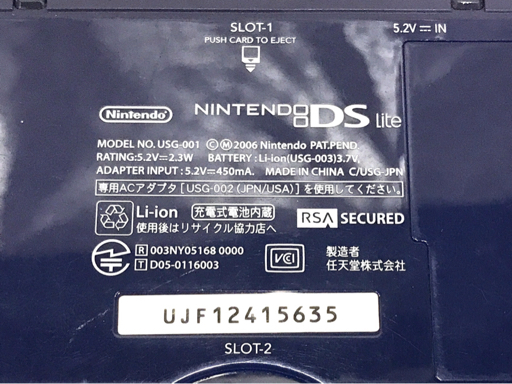 SLOT-1
PUSH CARD TO EJECT
5.2V ⎓ IN
Nintendo
NINTENDO DS Lite
MODEL NO. USG-001 ©Ⓜ2006 Nintendo PAT.PEND.
RATING:5.2V⎓2.3W BATTERY : Li-ion(USG-003)3.7V⎓
ADAPTER INPUT : 5.2V⎓450mA. MADE IN CHINA C/USG-JPN
専用ACアダプタ[USG-002(JPN/USA)]を使用してください。
Li-ion 充電式電池内蔵
使用後はリサイクル協力店へ
RSA SECURED
R 003NY05168 0000
T D05-0116003
VCCI
製造者
任天堂株式会社
UJF12415635
SLOT-2